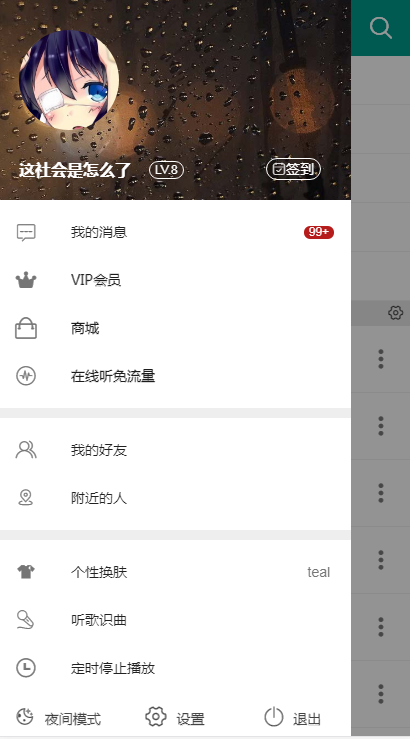 这社会是怎么了 LV.8 签到
我的消息 99+
VIP会员
商城
在线听免流量
我的好友
附近的人
个性换肤 teal
听歌识曲
定时停止播放
夜间模式 设置 退出